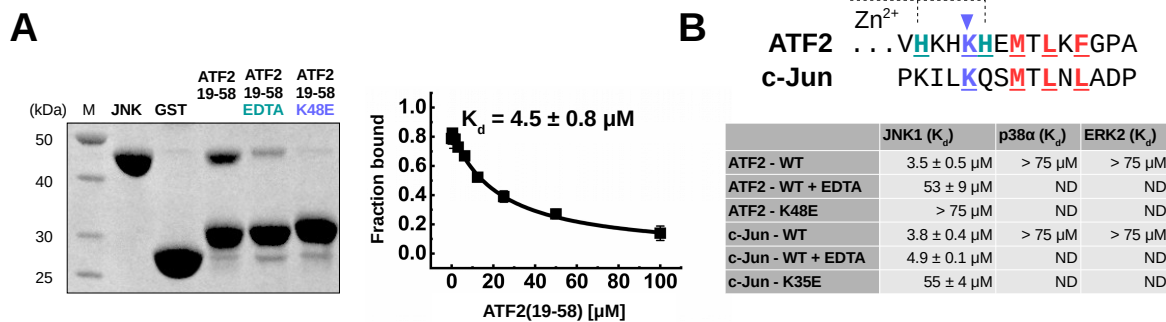 A
ATF2 ATF2 ATF2
19-58 19-58 19-58
(kDa) M JNK GST EDTA K48E
50
40
30
25
Fraction bound
1.0
0.8
0.6
0.4
0.2
0.0
K_d = 4.5 ± 0.8 µM
0 20 40 60 80 100
ATF2(19-58) [µM]
B
Zn²⁺
ATF2 ...VHKHKHEMTLKFGPA
c-Jun PKILKQSMTLNLADP
JNK1 (K_d) p38α (K_d) ERK2 (K_d)
ATF2 - WT 3.5 ± 0.5 µM > 75 µM > 75 µM
ATF2 - WT + EDTA 53 ± 9 µM ND ND
ATF2 - K48E > 75 µM ND ND
c-Jun - WT 3.8 ± 0.4 µM > 75 µM > 75 µM
c-Jun - WT + EDTA 4.9 ± 0.1 µM ND ND
c-Jun - K35E 55 ± 4 µM ND ND